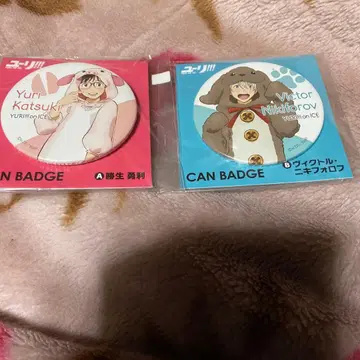 ユーリ!!!
Yuri
Katsuki
YURI!!! on ICE
N BADGE
A 勝生 勇利
ユーリ!!!
Victor
Nikiforov
YURI!!! on ICE
CAN BADGE
B ヴィクトル・
ニキフォロフ